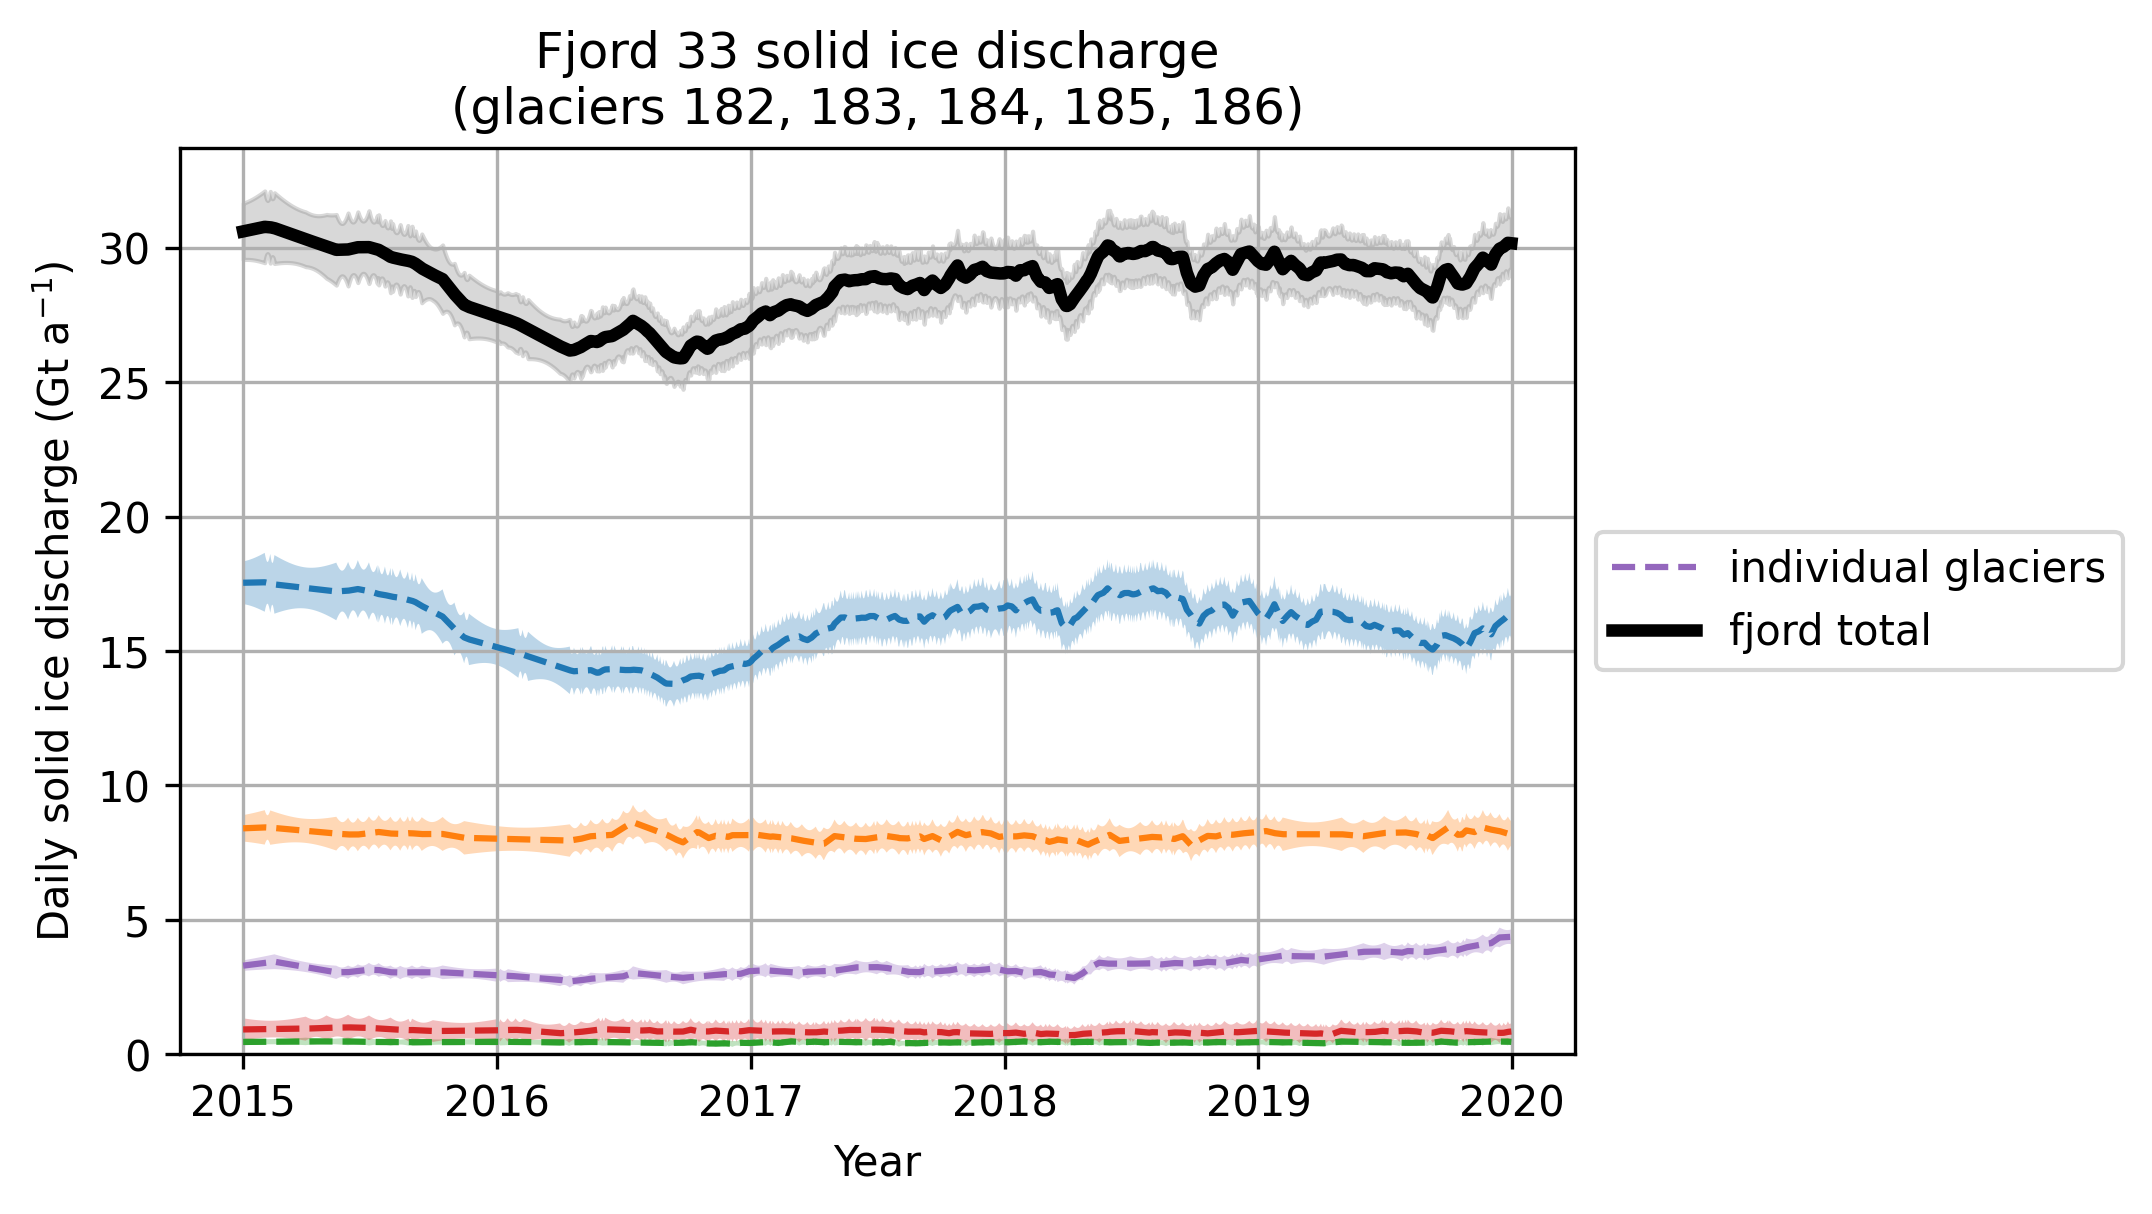 Fjord 33 solid ice discharge
(glaciers 182, 183, 184, 185, 186)
Daily solid ice discharge (Gt a⁻¹)
30
25
20
15
10
5
0
2015 2016 2017 2018 2019 2020
Year
individual glaciers
fjord total